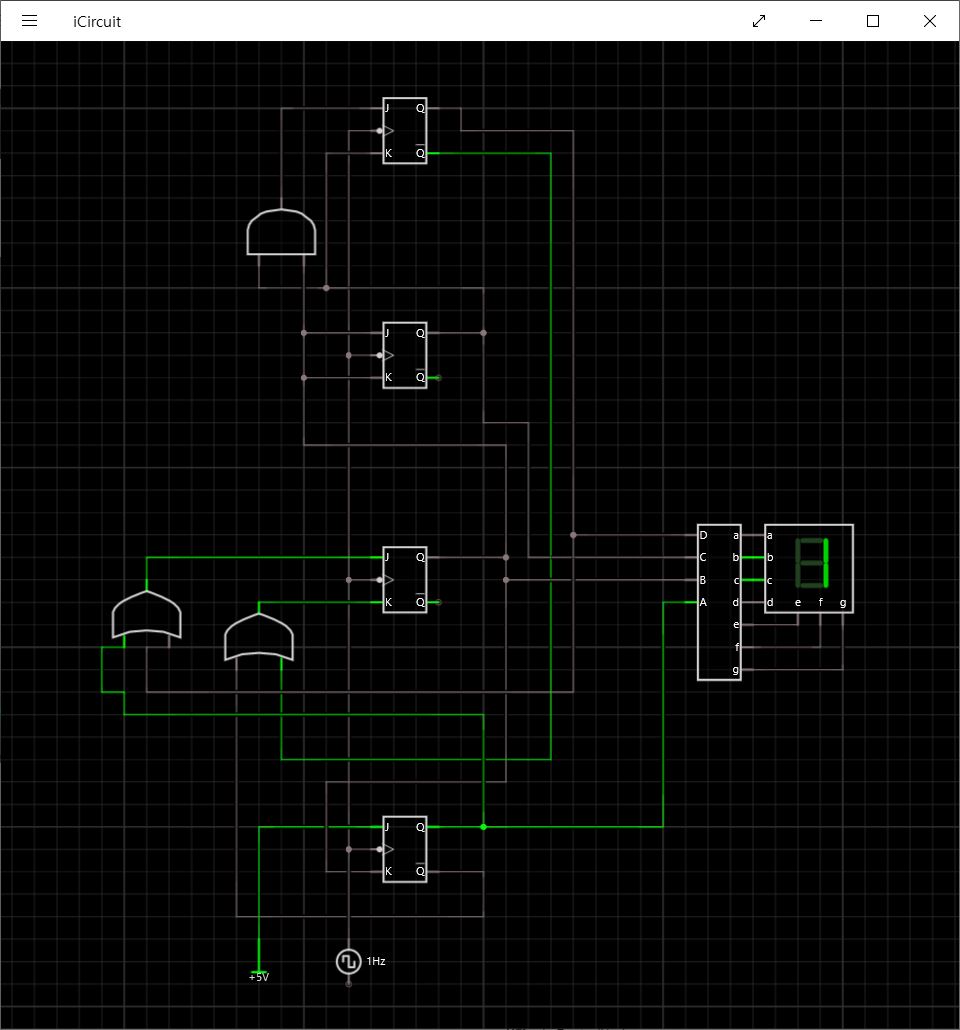 iCircuit
J Q
K Q
J Q
K Q
J Q
K Q
D a a
C b b
B c c
A d d e f g
e
f
g
J Q
K Q
1Hz
+5V